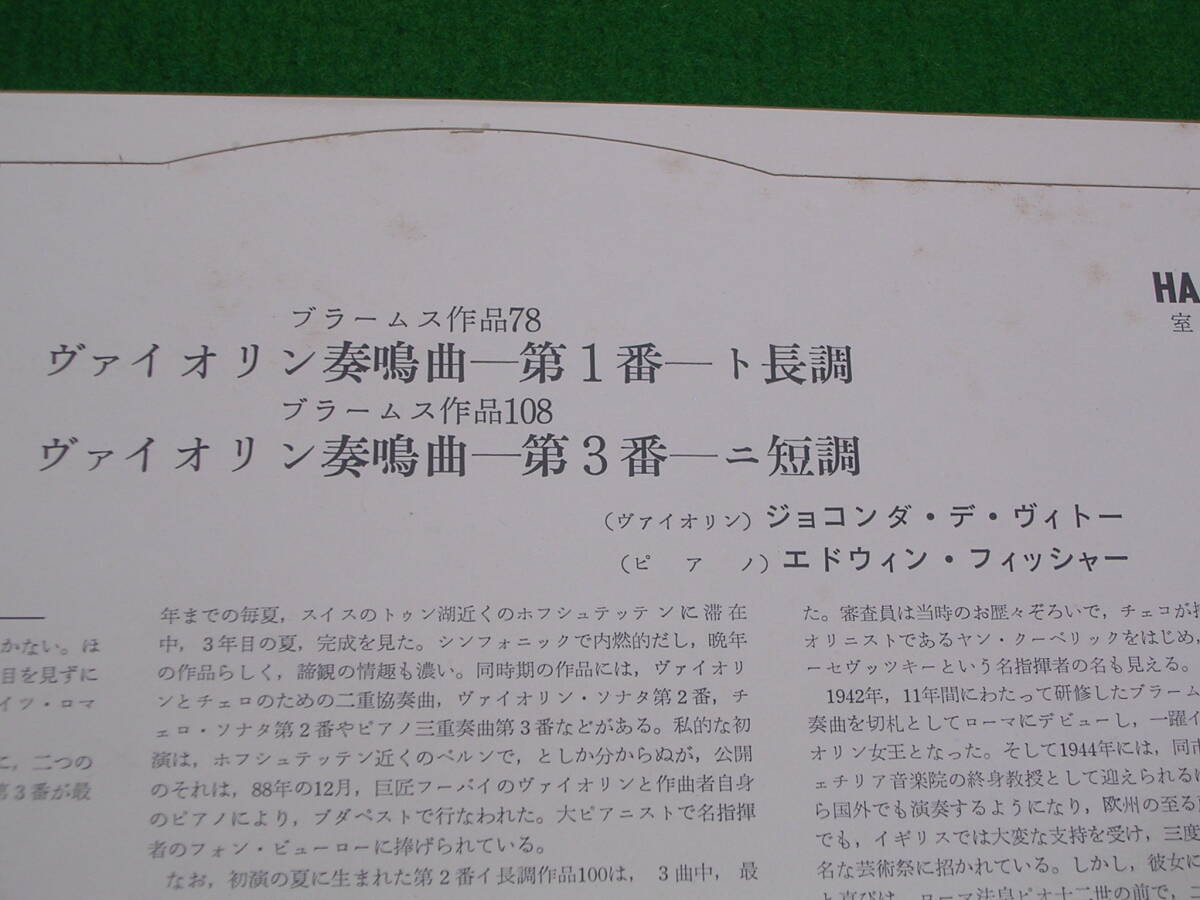 HA
室
ブラームス作品78
ヴァイオリン奏鳴曲―第1番―ト長調
ブラームス作品108
ヴァイオリン奏鳴曲―第3番―ニ短調
(ヴァイオリン) ジョコンダ・デ・ヴィトー
(ピアノ) エドウィン・フィッシャー
かない。は
目を見ずに
イツ・ロマ
に，二つの
第3番が最
年までの毎夏，スイスのトゥン湖近くのホフシュテッテンに滞在
中，3年目の夏，完成を見た。シンフォニックで内燃的だし，晩年
の作品らしく，諦観の情趣も濃い。同時期の作品には，ヴァイオリ
ンとチェロのための二重協奏曲，ヴァイオリン・ソナタ第2番，チ
ェロ・ソナタ第2番やピアノ三重奏曲第3番などがある。私的な初
演は，ホフシュテッテン近くのベルンで，としか分からぬが，公開
のそれは，88年の12月，巨匠フーバイのヴァイオリンと作曲者自身
のピアノにより，ブダペストで行なわれた。大ピアニストで名指揮
者のフォン・ビューローに捧げられている。
なお，初演の夏に生まれた第2番イ長調作品100は，3曲中，最
た。審査員は当時のお歴々ぞろいで，チェコが
オリニストであるヤン・クーベリックをはじめ，
ーセヴッツキーという名指揮者の名も見える。
1942年，11年間にわたって研修したブラーム
奏曲を切札としてローマにデビューし，一躍イ
オリン女王となった。そして1944年には，同市
ェチリア音楽院の終身教授として迎えられる
ら国外でも演奏するようになり，欧州の至る
でも，イギリスでは大変な支持を受け，三度
名な芸術祭に招かれている。しかし，彼女に
と喜びは，ローマ法皇ピオ十二世の前で，